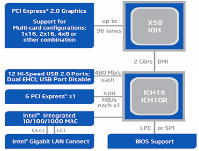 PCI Express® 2.0 Graphics
Support for
Multi-card configurations:
1x16, 2x16, 4x8 or
other combination
up to
36 lanes
X58
IOH
2 GB/s
DMI
12 Hi-Speed USB 2.0 Ports;
Dual EHCI; USB Port Disable
480 Mb/s
each
6 PCI Express® x1
500
MB/s
each x1
ICH10
ICH10R
Intel® Integrated
10/100/1000 MAC
GLCI
LCI
LPC or SPI
Intel® Gigabit LAN Connect
BIOS Support